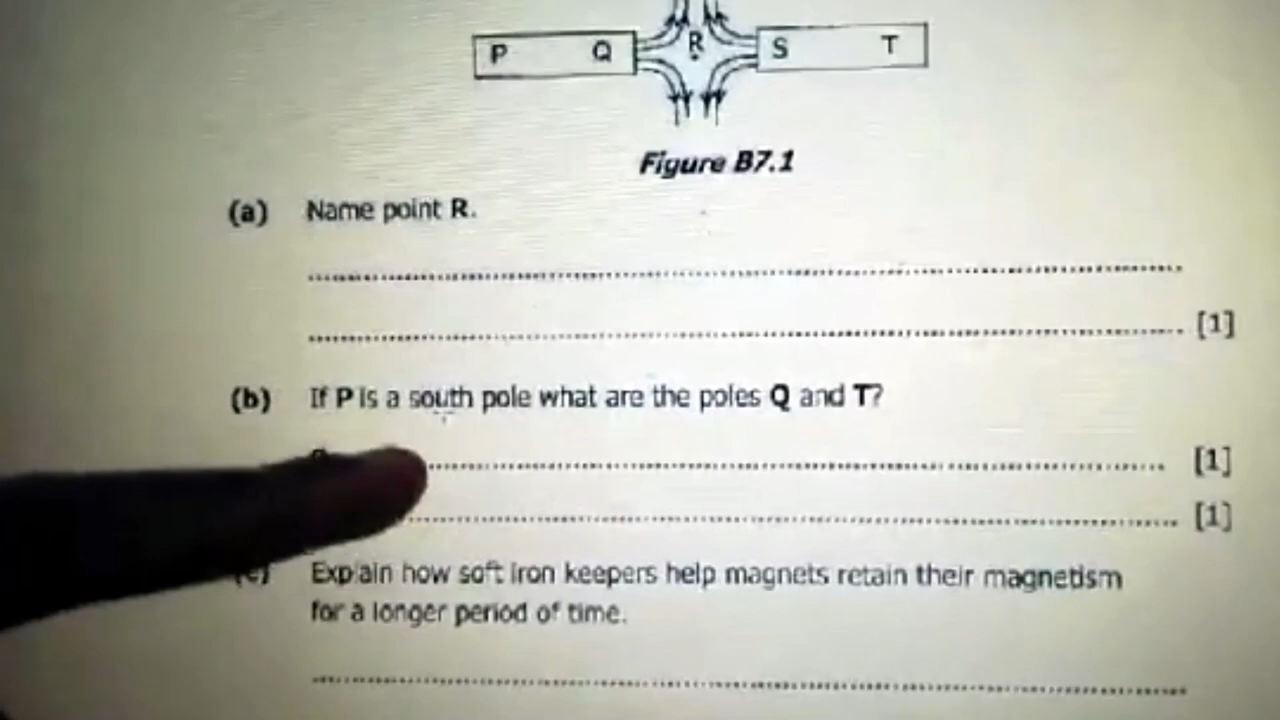 P Q R S T
Figure B7.1
(a) Name point R.
[1]
(b) If P is a south pole what are the poles Q and T?
[1]
[1]
(c) Explain how soft iron keepers help magnets retain their magnetism
for a longer period of time.